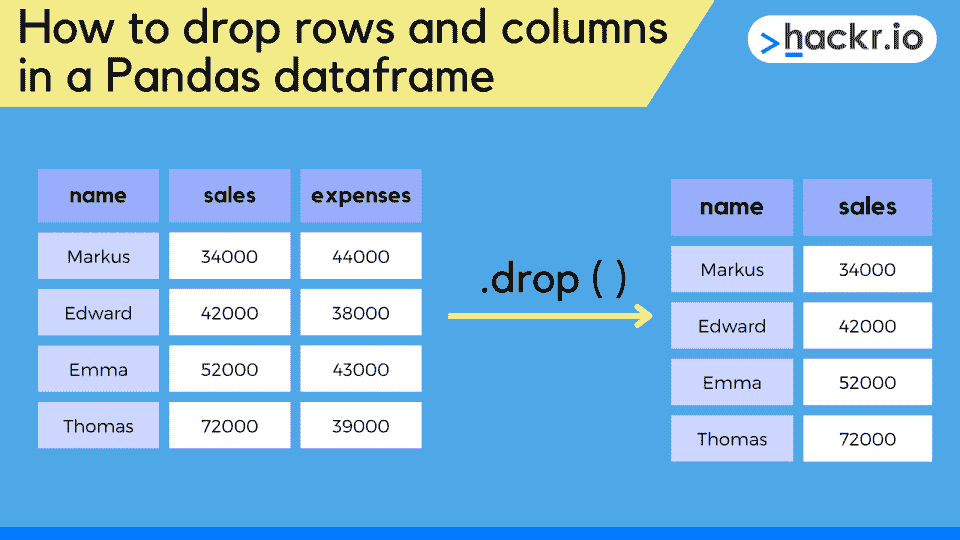 How to drop rows and columns
in a Pandas dataframe
>hackr.io
name sales expenses
Markus 34000 44000
Edward 42000 38000
Emma 52000 43000
Thomas 72000 39000
.drop ( )
name sales
Markus 34000
Edward 42000
Emma 52000
Thomas 72000